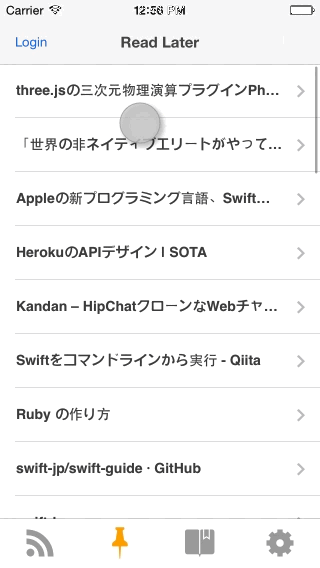 Carrier 12:56 PM
Login Read Later
three.jsの三次元物理演算プラグインPh...
「世界の非ネイティブエリートがやって...
Appleの新プログラミング言語、Swift...
HerokuのAPIデザイン | SOTA
Kandan – HipChatクローンなWebチャ...
Swiftをコマンドラインから実行 - Qiita
Ruby の作り方
swift-jp/swift-guide · GitHub